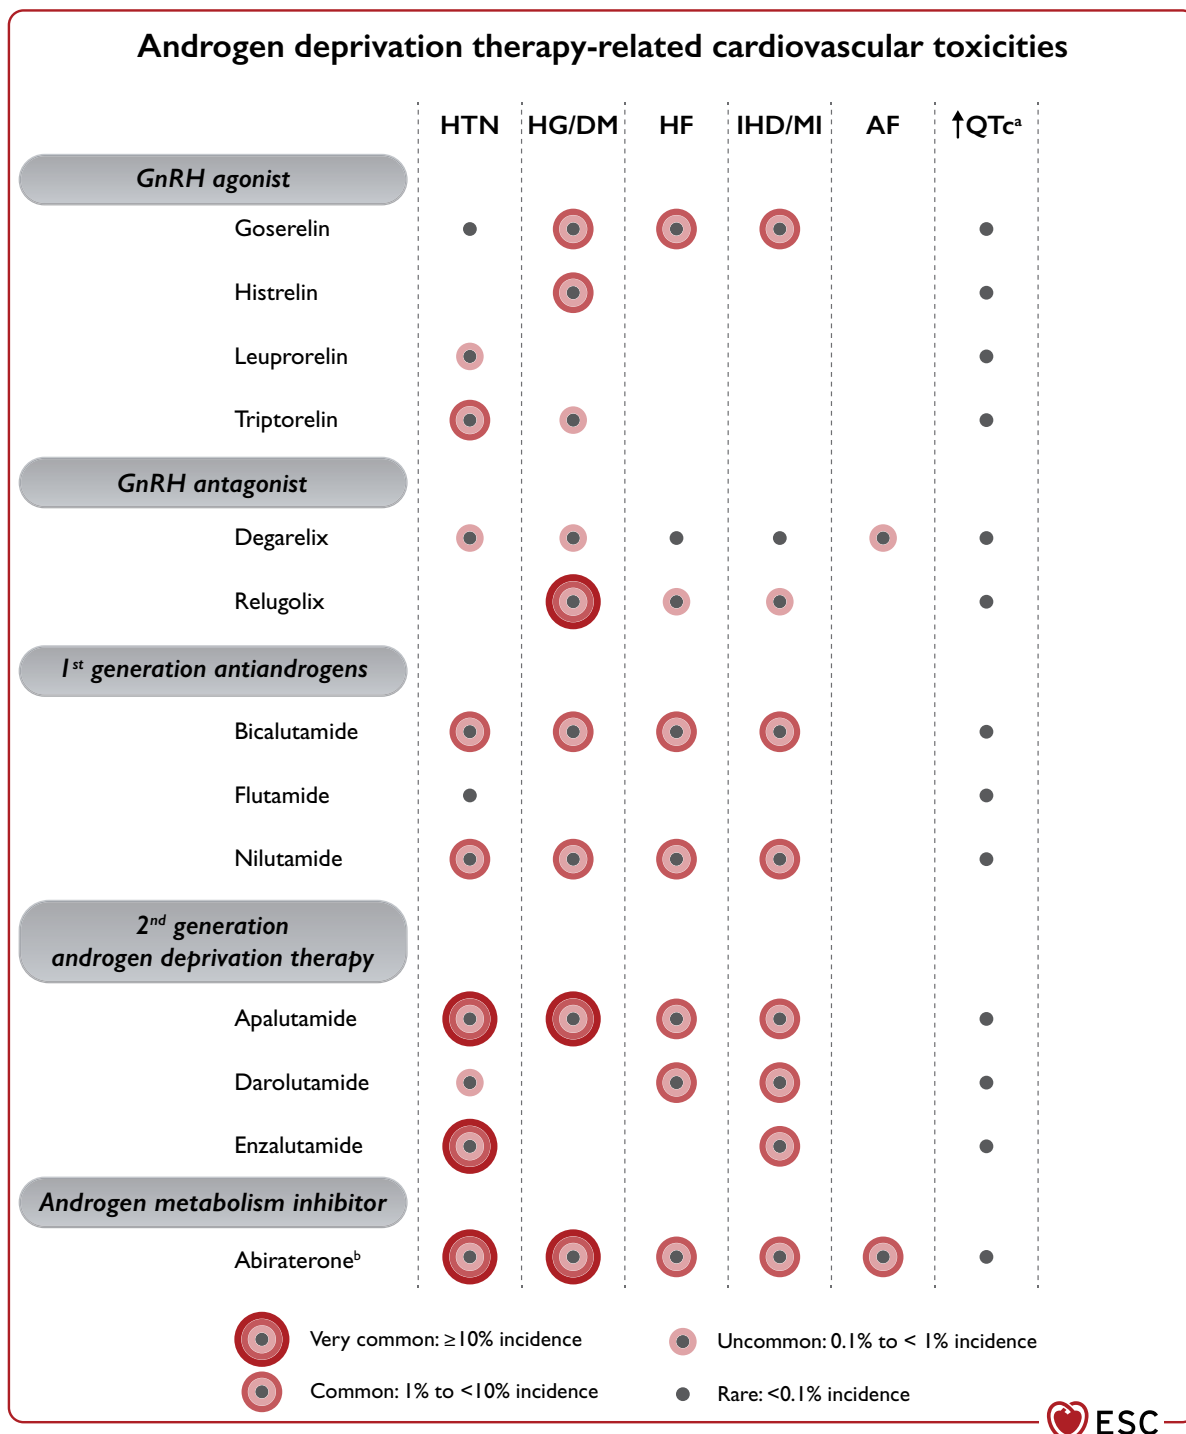 Androgen deprivation therapy-related cardiovascular toxicities
HTN HG/DM HF IHD/MI AF ↑QTcᵃ
GnRH agonist
Goserelin
Histrelin
Leuprorelin
Triptorelin
GnRH antagonist
Degarelix
Relugolix
1ˢᵗ generation antiandrogens
Bicalutamide
Flutamide
Nilutamide
2ⁿᵈ generation
androgen deprivation therapy
Apalutamide
Darolutamide
Enzalutamide
Androgen metabolism inhibitor
Abirateroneᵇ
Very common: ≥10% incidence
Uncommon: 0.1% to < 1% incidence
Common: 1% to <10% incidence
Rare: <0.1% incidence
ESC